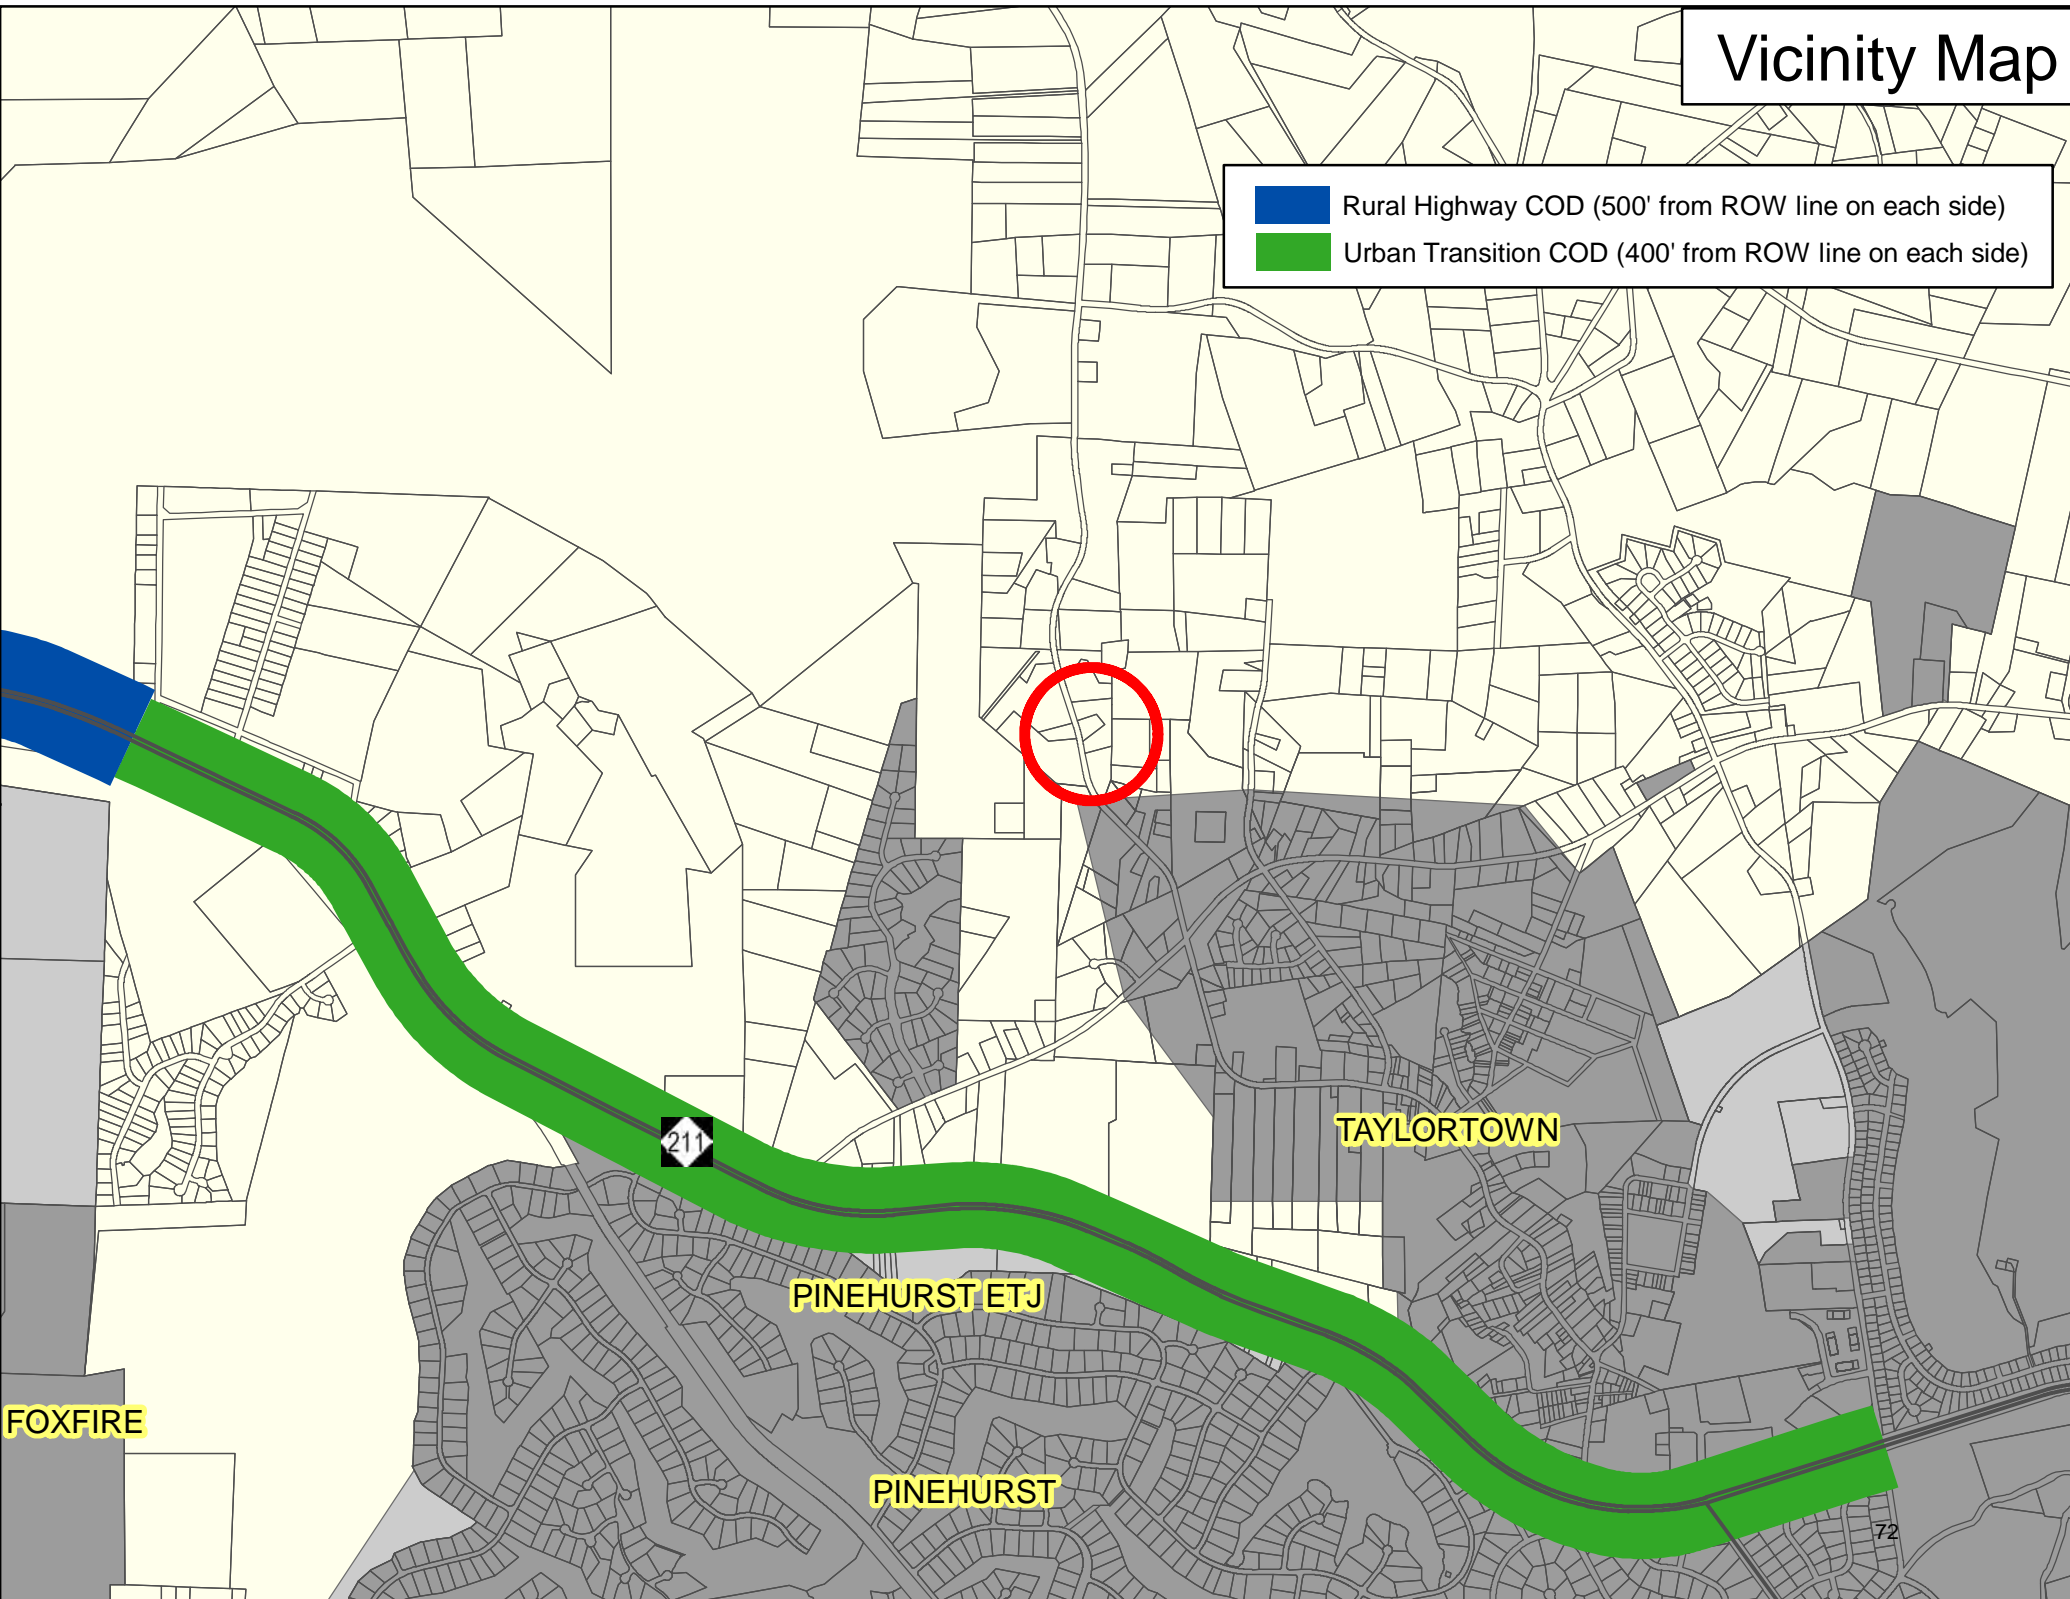 Vicinity Map
Rural Highway COD (500' from ROW line on each side)
Urban Transition COD (400' from ROW line on each side)
211
TAYLORTOWN
PINEHURST ETJ
FOXFIRE
PINEHURST
72